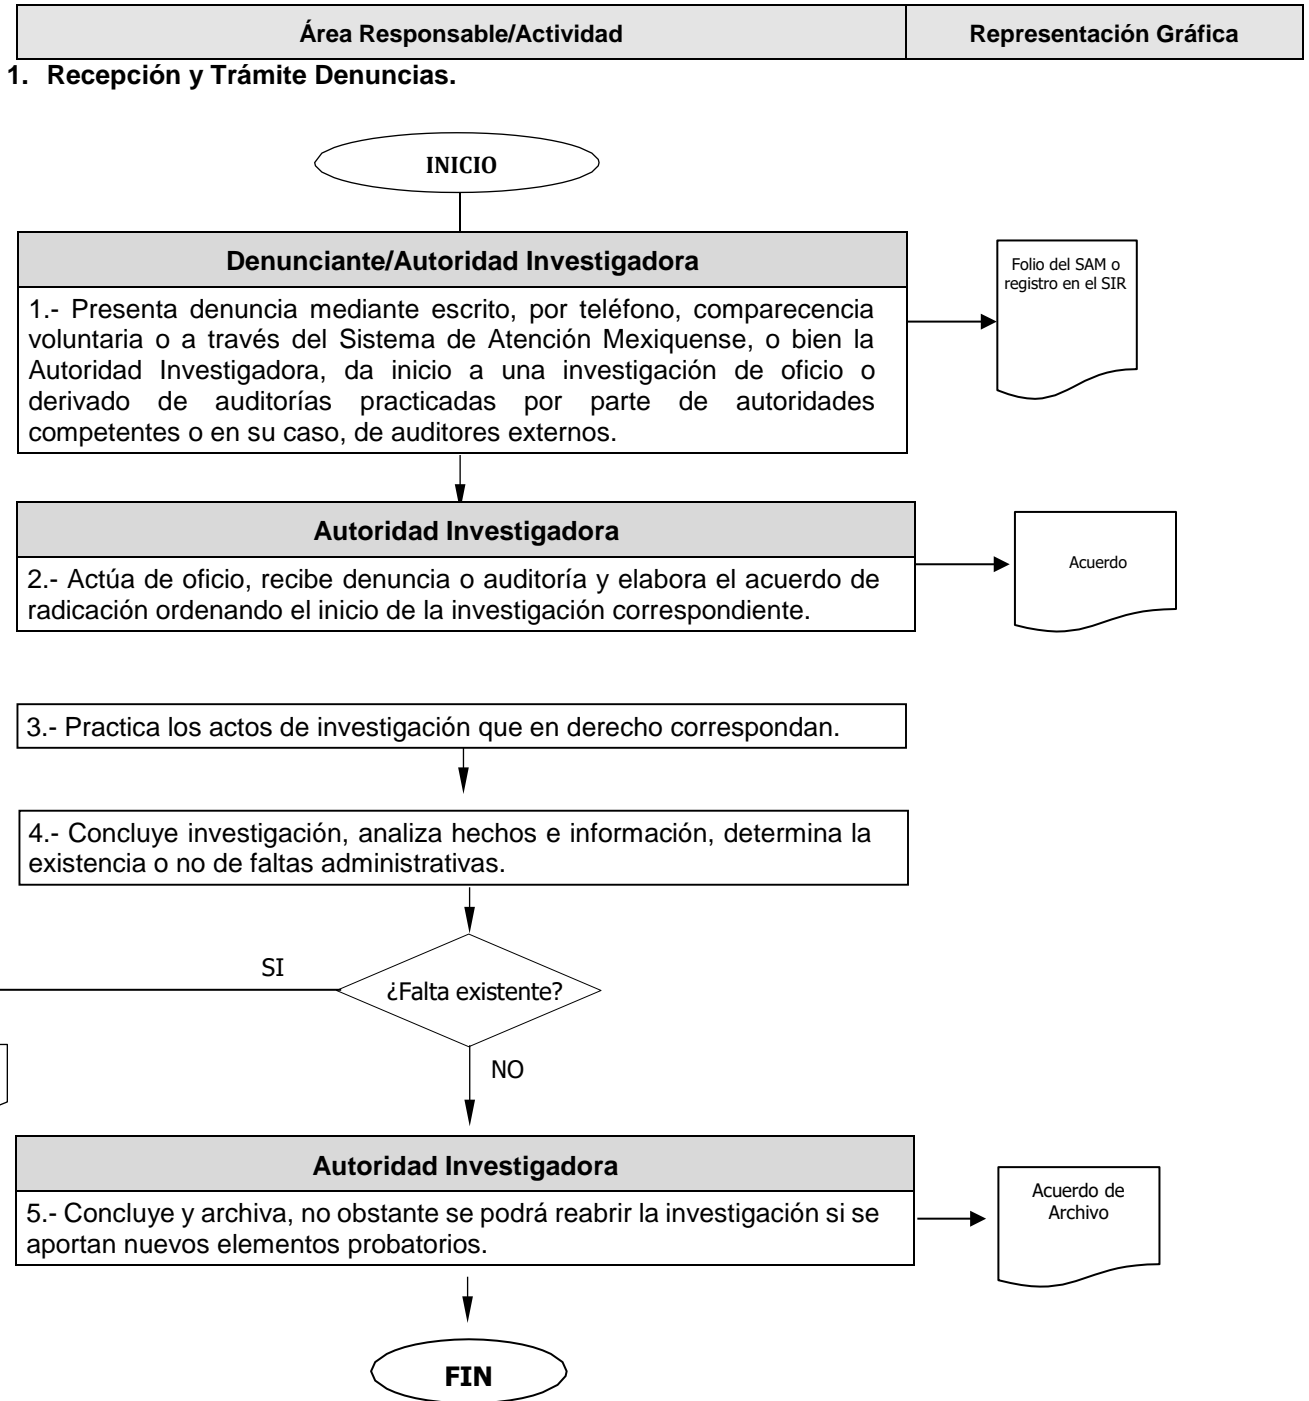 Área Responsable/Actividad
Representación Gráfica
1. Recepción y Trámite Denuncias.
INICIO
Denunciante/Autoridad Investigadora
1.- Presenta denuncia mediante escrito, por teléfono, comparecencia
voluntaria o a través del Sistema de Atención Mexiquense, o bien la
Autoridad Investigadora, da inicio a una investigación de oficio o
derivado de auditorías practicadas por parte de autoridades
competentes o en su caso, de auditores externos.
Folio del SAM o
registro en el SIR
Autoridad Investigadora
2.- Actúa de oficio, recibe denuncia o auditoría y elabora el acuerdo de
radicación ordenando el inicio de la investigación correspondiente.
Acuerdo
3.- Practica los actos de investigación que en derecho correspondan.
4.- Concluye investigación, analiza hechos e información, determina la
existencia o no de faltas administrativas.
SI
¿Falta existente?
NO
Autoridad Investigadora
5.- Concluye y archiva, no obstante se podrá reabrir la investigación si se
aportan nuevos elementos probatorios.
Acuerdo de
Archivo
FIN